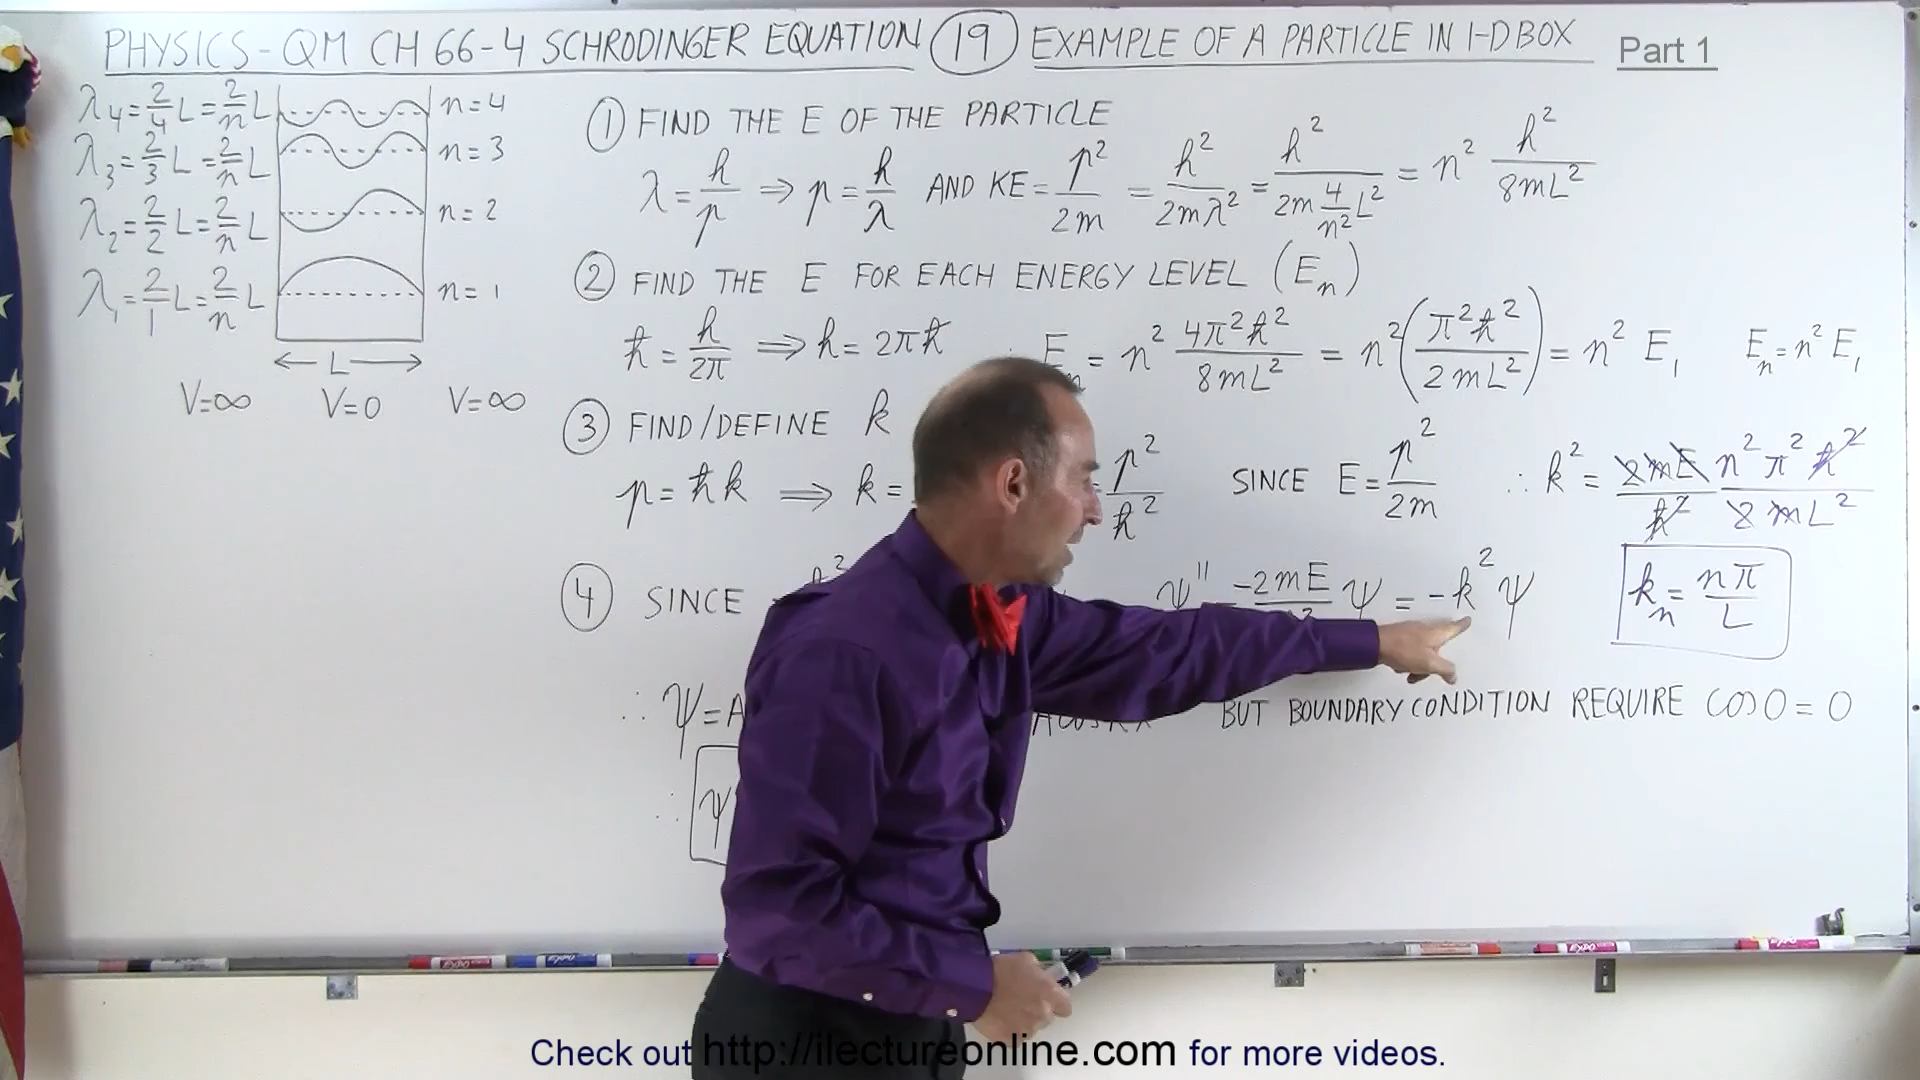 PHYSICS - QM CH 66-4 SCHRODINGER EQUATION (19) EXAMPLE OF A PARTICLE IN 1-D BOX Part 1
λ₄ = 2/4 L = 2/n L n = 4
λ₃ = 2/3 L = 2/n L n = 3
λ₂ = 2/2 L = 2/n L n = 2
λ₁ = 2/1 L = 2/n L n = 1
L
V=∞ V=0 V=∞
① FIND THE E OF THE PARTICLE
λ = h/p ⇒ p = h/λ AND KE = p²/2m = h²/2mλ² = h²/(2m 4/n² L²) = n² h²/8mL²
② FIND THE E FOR EACH ENERGY LEVEL (Eₙ)
ħ = h/2π ⇒ h = 2πħ ∴ Eₙ = n² 4π²ħ²/8mL² = n² (π²ħ²/2mL²) = n² E₁ Eₙ = n² E₁
③ FIND/DEFINE k
p = ħk ⇒ k = = p²/ħ² SINCE E = p²/2m ∴ k² = 2mE/ħ² n²π²ħ²/2mL²
④ SINCE ψ'' = -2mE/ħ² ψ = -k² ψ kₙ = nπ/L
∴ ψ = A A cos kx BUT BOUNDARY CONDITION REQUIRE COS 0 = 0
∴ ψ
EXPO
Check out http://ilectureonline.com for more videos.